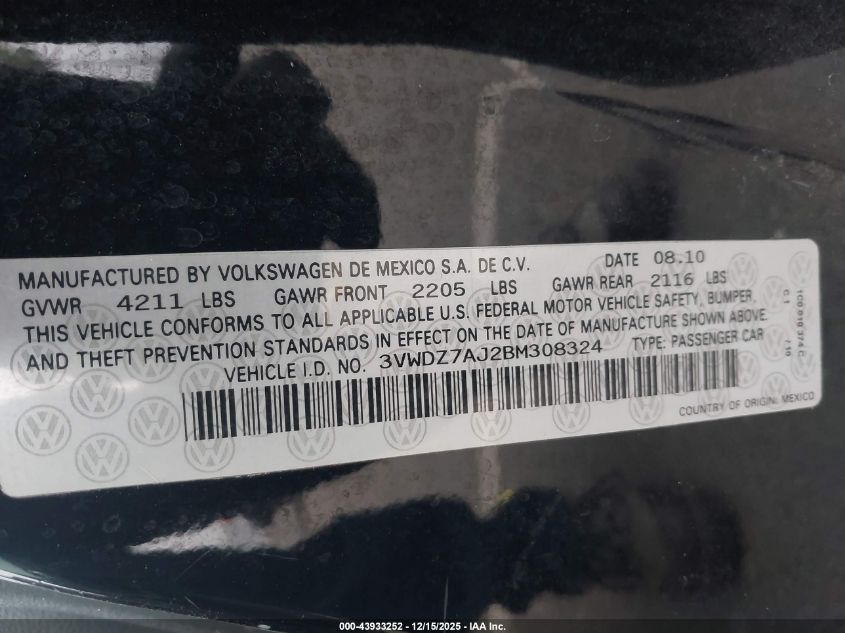 MANUFACTURED BY VOLKSWAGEN DE MEXICO S.A. DE C.V. DATE 08.10
GVWR 4211 LBS GAWR FRONT 2205 LBS GAWR REAR 2116 LBS
THIS VEHICLE CONFORMS TO ALL APPLICABLE U.S. FEDERAL MOTOR VEHICLE SAFETY, BUMPER,
AND THEFT PREVENTION STANDARDS IN EFFECT ON THE DATE OF MANUFACTURE SHOWN ABOVE.
VEHICLE I.D. NO. 3VWDZ7AJ2BM308324 TYPE: PASSENGER CAR
COUNTRY OF ORIGIN: MEXICO
000-43933252 - 12/15/2025 - IAA Inc.